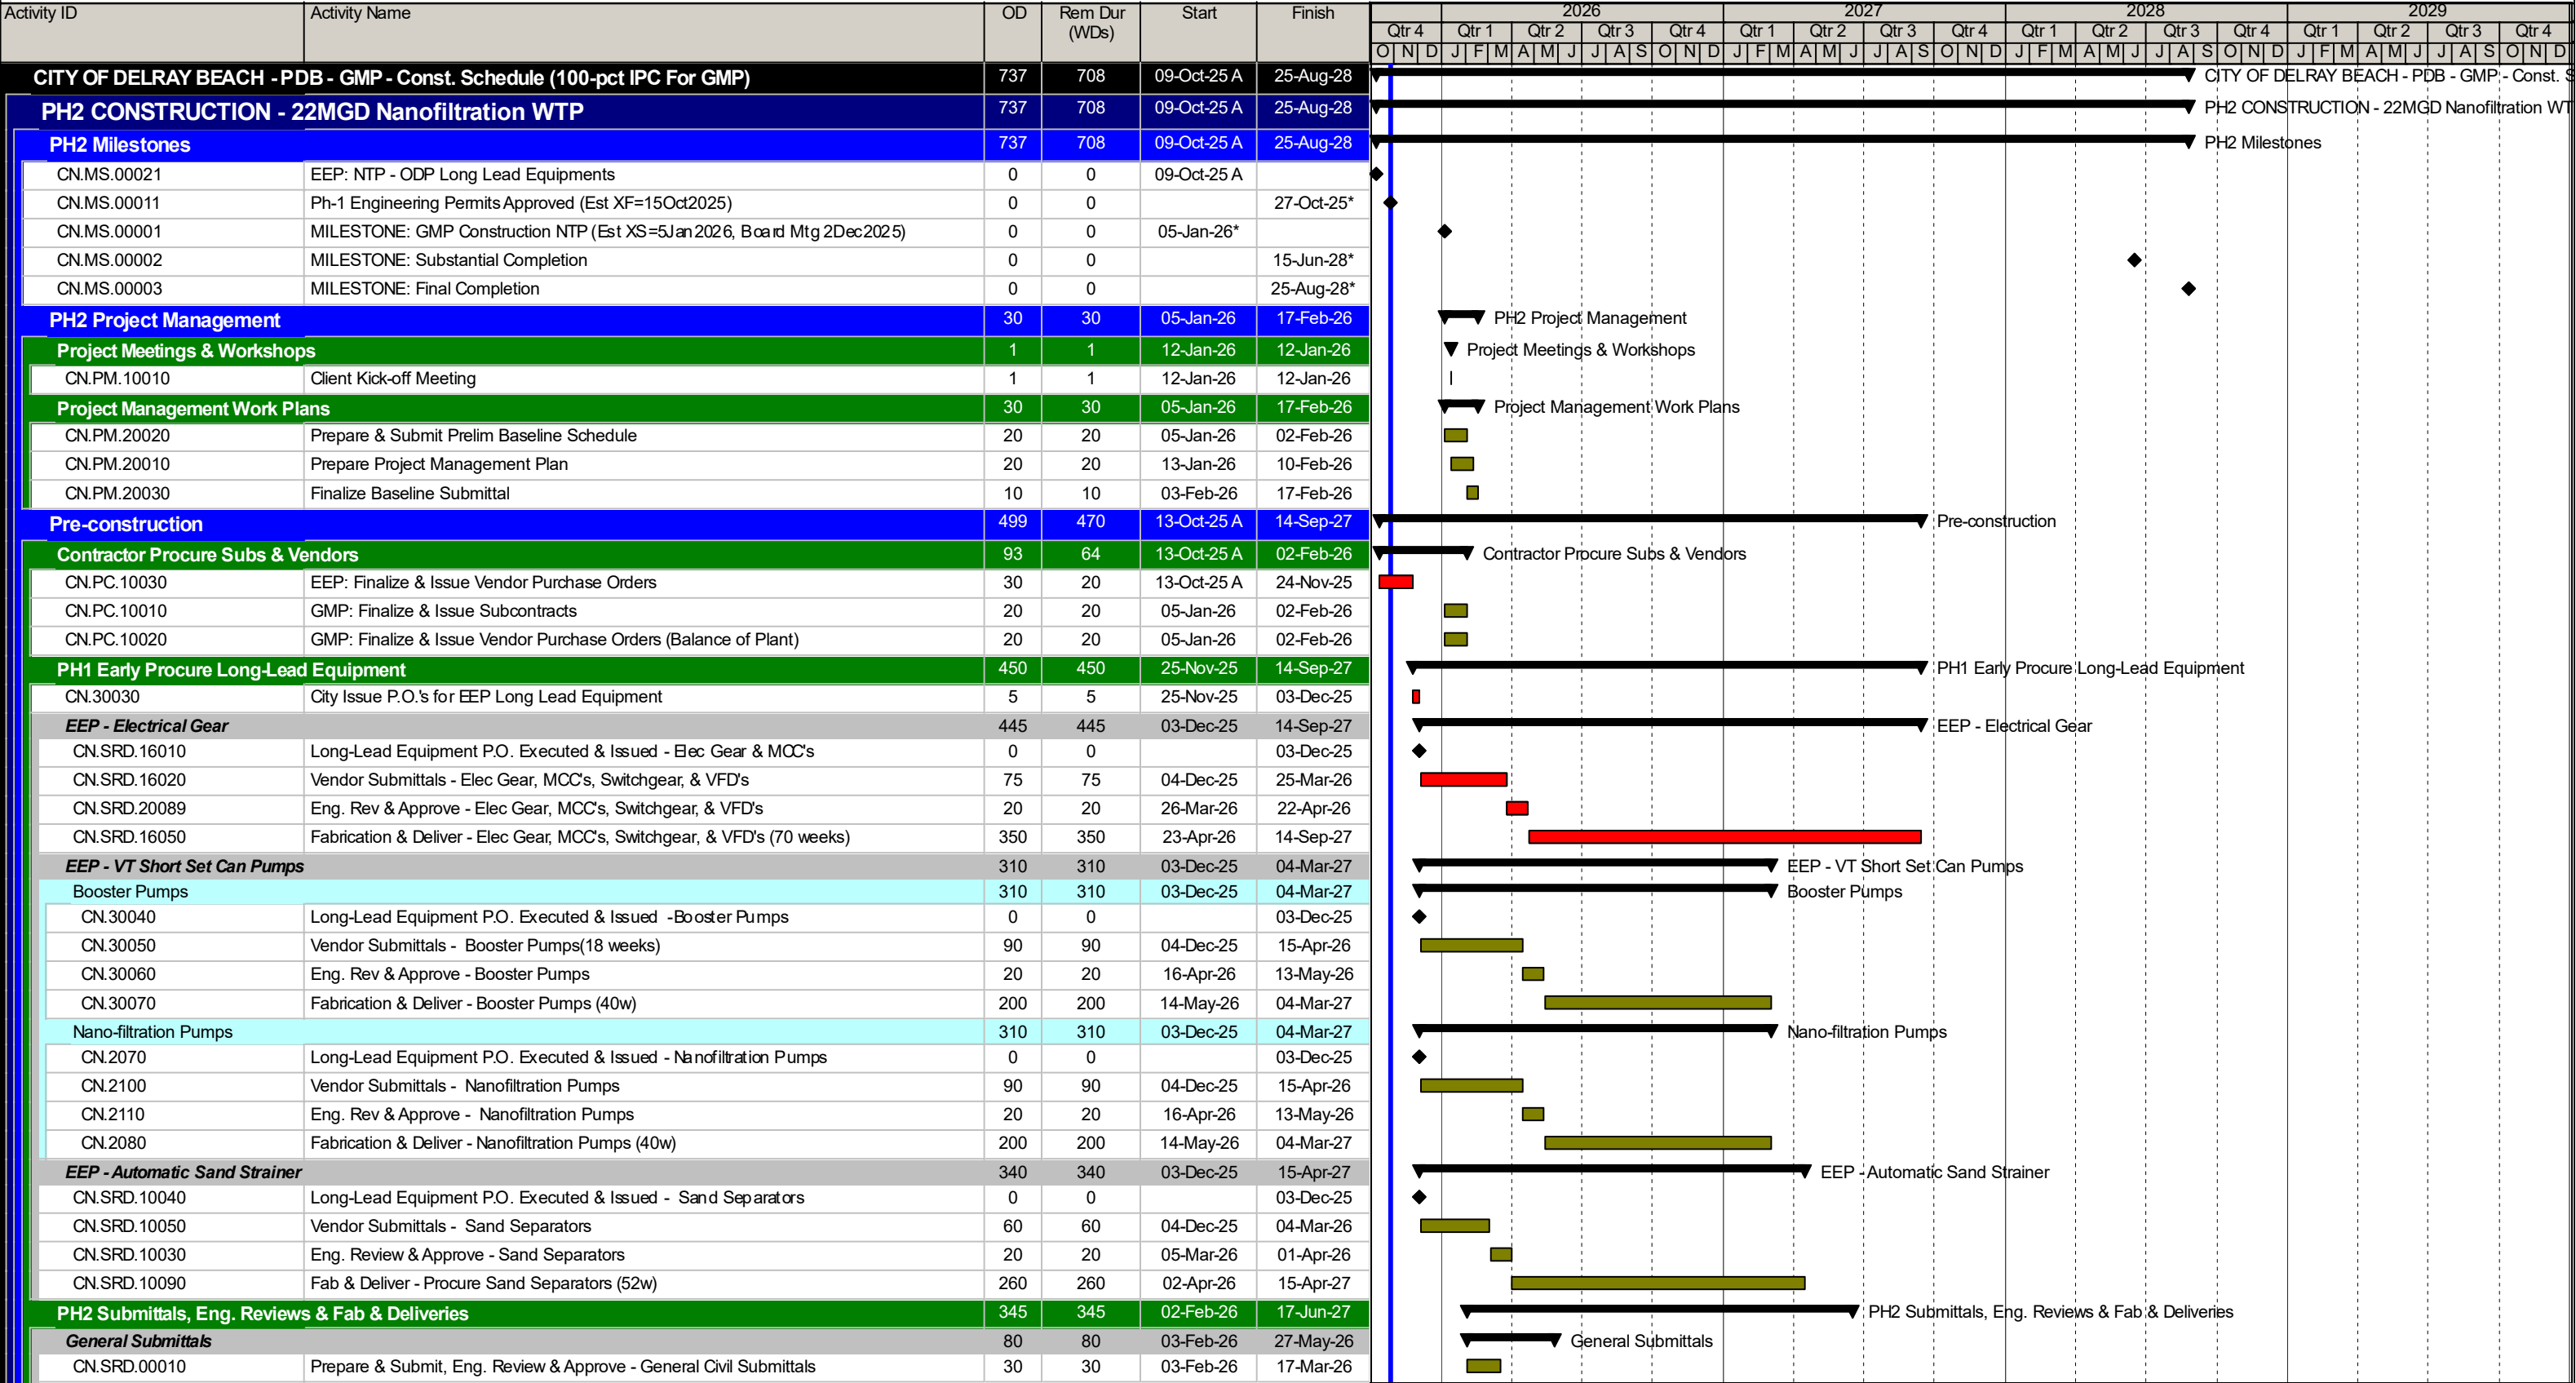 Activity ID Activity Name OD Rem Dur (WDs) Start Finish
2026 2027 2028 2029
Qtr 4 Qtr 1 Qtr 2 Qtr 3 Qtr 4 Qtr 1 Qtr 2 Qtr 3 Qtr 4 Qtr 1 Qtr 2 Qtr 3 Qtr 4 Qtr 1 Qtr 2 Qtr 3 Qtr 4
O N D J F M A M J J A S O N D J F M A M J J A S O N D J F M A M J J A S O N D J F M A M J J A S O N D
CITY OF DELRAY BEACH - PDB - GMP - Const. Schedule (100-pct IPC For GMP) 737 708 09-Oct-25 A 25-Aug-28 CITY OF DELRAY BEACH - PDB - GMP - Const. S
PH2 CONSTRUCTION - 22MGD Nanofiltration WTP 737 708 09-Oct-25 A 25-Aug-28 PH2 CONSTRUCTION - 22MGD Nanofiltration WT
PH2 Milestones 737 708 09-Oct-25 A 25-Aug-28 PH2 Milestones
CN.MS.00021 EEP: NTP - ODP Long Lead Equipments 0 0 09-Oct-25 A
CN.MS.00011 Ph-1 Engineering Permits Approved (Est XF=15Oct2025) 0 0 27-Oct-25*
CN.MS.00001 MILESTONE: GMP Construction NTP (Est XS=5Jan2026, Board Mtg 2Dec2025) 0 0 05-Jan-26*
CN.MS.00002 MILESTONE: Substantial Completion 0 0 15-Jun-28*
CN.MS.00003 MILESTONE: Final Completion 0 0 25-Aug-28*
PH2 Project Management 30 30 05-Jan-26 17-Feb-26 PH2 Project Management
Project Meetings & Workshops 1 1 12-Jan-26 12-Jan-26 Project Meetings & Workshops
CN.PM.10010 Client Kick-off Meeting 1 1 12-Jan-26 12-Jan-26
Project Management Work Plans 30 30 05-Jan-26 17-Feb-26 Project Management Work Plans
CN.PM.20020 Prepare & Submit Prelim Baseline Schedule 20 20 05-Jan-26 02-Feb-26
CN.PM.20010 Prepare Project Management Plan 20 20 13-Jan-26 10-Feb-26
CN.PM.20030 Finalize Baseline Submittal 10 10 03-Feb-26 17-Feb-26
Pre-construction 499 470 13-Oct-25 A 14-Sep-27 Pre-construction
Contractor Procure Subs & Vendors 93 64 13-Oct-25 A 02-Feb-26 Contractor Procure Subs & Vendors
CN.PC.10030 EEP: Finalize & Issue Vendor Purchase Orders 30 20 13-Oct-25 A 24-Nov-25
CN.PC.10010 GMP: Finalize & Issue Subcontracts 20 20 05-Jan-26 02-Feb-26
CN.PC.10020 GMP: Finalize & Issue Vendor Purchase Orders (Balance of Plant) 20 20 05-Jan-26 02-Feb-26
PH1 Early Procure Long-Lead Equipment 450 450 25-Nov-25 14-Sep-27 PH1 Early Procure Long-Lead Equipment
CN.30030 City Issue P.O.'s for EEP Long Lead Equipment 5 5 25-Nov-25 03-Dec-25
EEP - Electrical Gear 445 445 03-Dec-25 14-Sep-27 EEP - Electrical Gear
CN.SRD.16010 Long-Lead Equipment P.O. Executed & Issued - Elec Gear & MCC's 0 0 03-Dec-25
CN.SRD.16020 Vendor Submittals - Elec Gear, MCC's, Switchgear, & VFD's 75 75 04-Dec-25 25-Mar-26
CN.SRD.20089 Eng. Rev & Approve - Elec Gear, MCC's, Switchgear, & VFD's 20 20 26-Mar-26 22-Apr-26
CN.SRD.16050 Fabrication & Deliver - Elec Gear, MCC's, Switchgear, & VFD's (70 weeks) 350 350 23-Apr-26 14-Sep-27
EEP - VT Short Set Can Pumps 310 310 03-Dec-25 04-Mar-27 EEP - VT Short Set Can Pumps
Booster Pumps 310 310 03-Dec-25 04-Mar-27 Booster Pumps
CN.30040 Long-Lead Equipment P.O. Executed & Issued -Booster Pumps 0 0 03-Dec-25
CN.30050 Vendor Submittals - Booster Pumps(18 weeks) 90 90 04-Dec-25 15-Apr-26
CN.30060 Eng. Rev & Approve - Booster Pumps 20 20 16-Apr-26 13-May-26
CN.30070 Fabrication & Deliver - Booster Pumps (40w) 200 200 14-May-26 04-Mar-27
Nano-filtration Pumps 310 310 03-Dec-25 04-Mar-27 Nano-filtration Pumps
CN.2070 Long-Lead Equipment P.O. Executed & Issued - Nanofiltration Pumps 0 0 03-Dec-25
CN.2100 Vendor Submittals - Nanofiltration Pumps 90 90 04-Dec-25 15-Apr-26
CN.2110 Eng. Rev & Approve - Nanofiltration Pumps 20 20 16-Apr-26 13-May-26
CN.2080 Fabrication & Deliver - Nanofiltration Pumps (40w) 200 200 14-May-26 04-Mar-27
EEP - Automatic Sand Strainer 340 340 03-Dec-25 15-Apr-27 EEP - Automatic Sand Strainer
CN.SRD.10040 Long-Lead Equipment P.O. Executed & Issued - Sand Separators 0 0 03-Dec-25
CN.SRD.10050 Vendor Submittals - Sand Separators 60 60 04-Dec-25 04-Mar-26
CN.SRD.10030 Eng. Review & Approve - Sand Separators 20 20 05-Mar-26 01-Apr-26
CN.SRD.10090 Fab & Deliver - Procure Sand Separators (52w) 260 260 02-Apr-26 15-Apr-27
PH2 Submittals, Eng. Reviews & Fab & Deliveries 345 345 02-Feb-26 17-Jun-27 PH2 Submittals, Eng. Reviews & Fab & Deliveries
General Submittals 80 80 03-Feb-26 27-May-26 General Submittals
CN.SRD.00010 Prepare & Submit, Eng. Review & Approve - General Civil Submittals 30 30 03-Feb-26 17-Mar-26